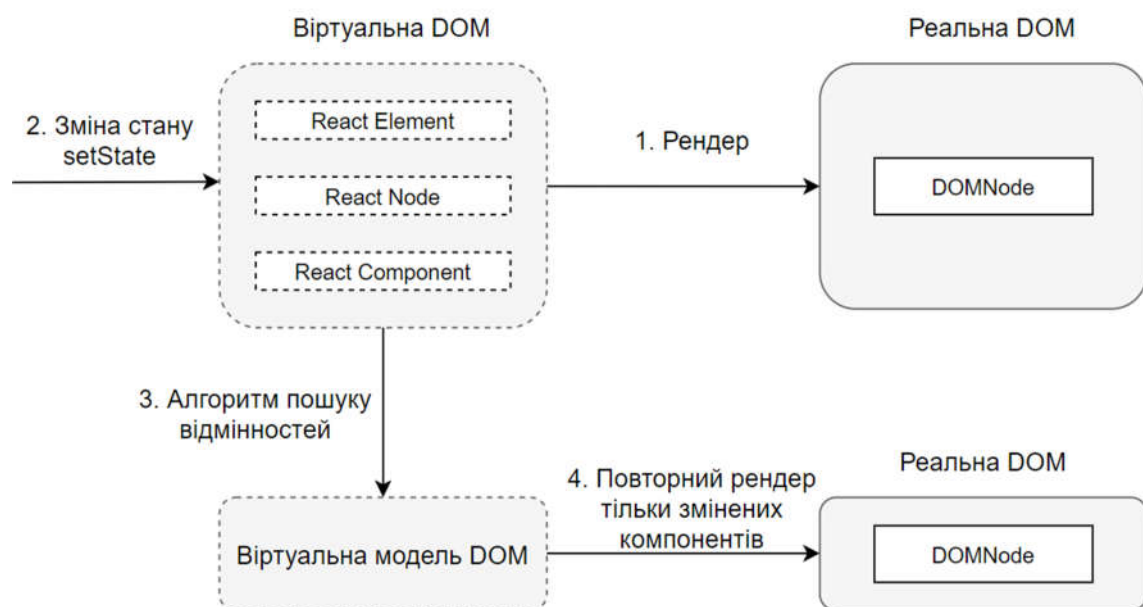 Віртуальна DOM
Реальна DOM
2. Зміна стану
setState
React Element
React Node
React Component
1. Рендер
DOMNode
3. Алгоритм пошуку
відмінностей
Віртуальна модель DOM
4. Повторний рендер
тільки змінених
компонентів
Реальна DOM
DOMNode